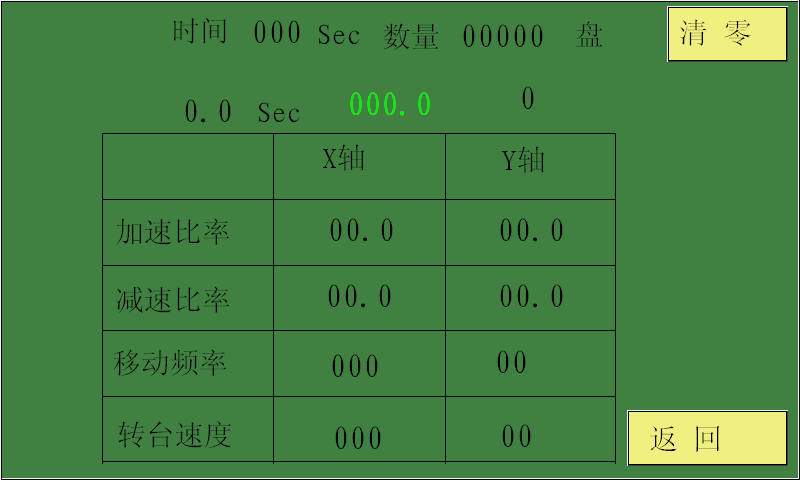 时间 000 Sec 数量 00000 盘 清 零
0.0 Sec 000.0 0
X轴 Y轴
加速比率 00.0 00.0
减速比率 00.0 00.0
移动频率 000 00
转台速度 000 00
返 回